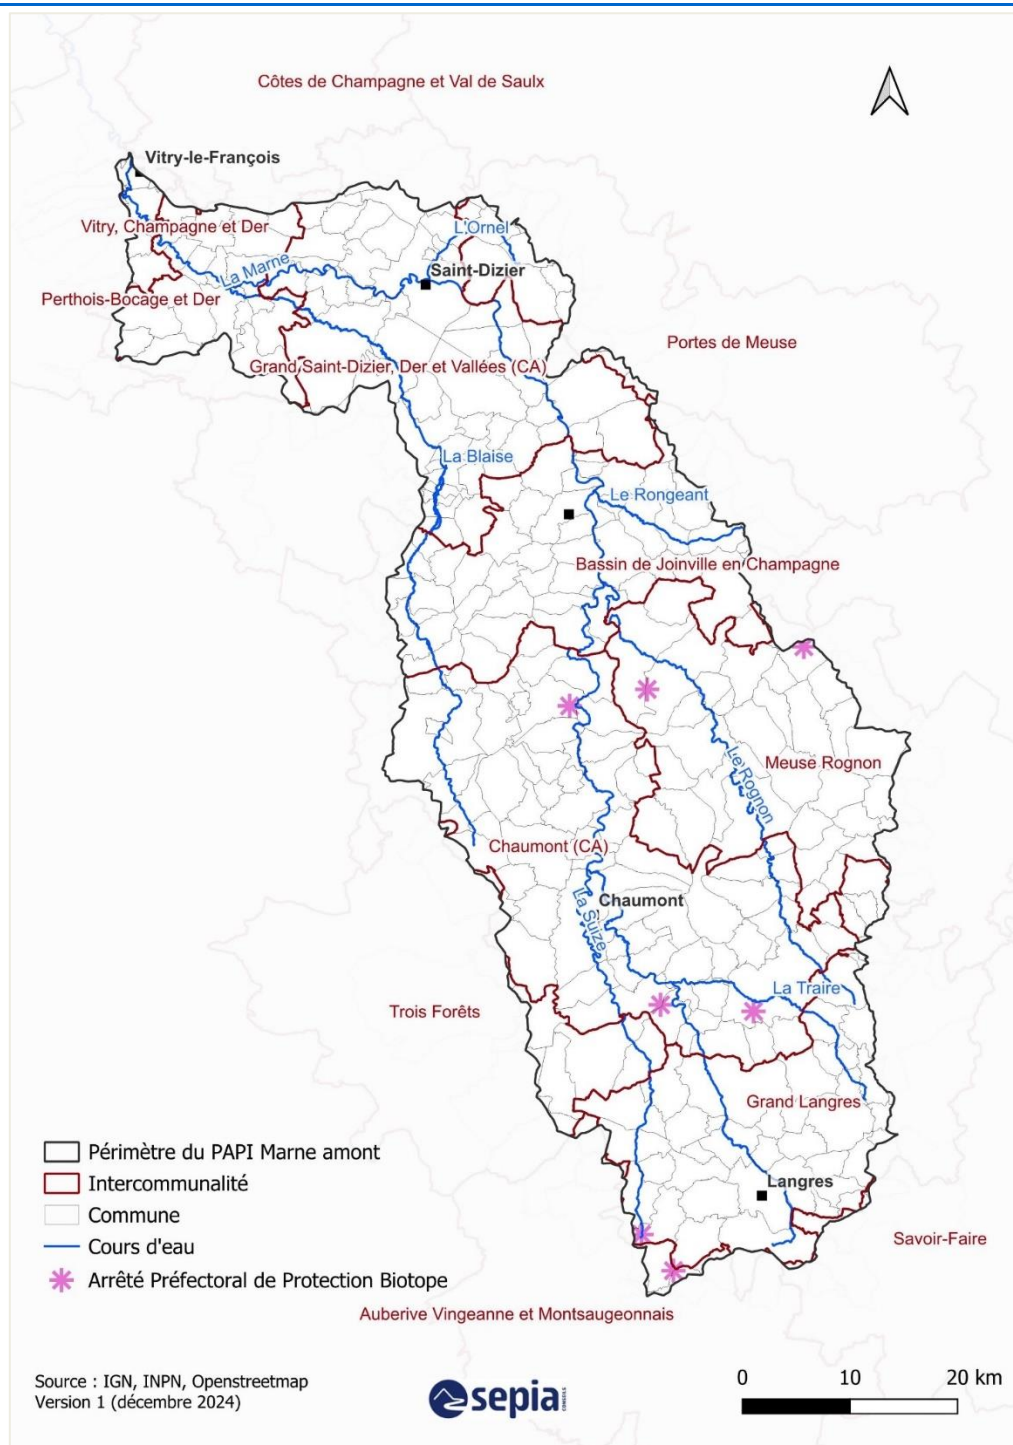 Côtes de Champagne et Val de Saulx
Vitry-le-François
Vitry, Champagne et Der
L'Ornel
La Marne
Saint-Dizier
Perthois-Bocage et Der
Portes de Meuse
Grand Saint-Dizier, Der et Vallées (CA)
La Blaise
Le Rongeant
Bassin de Joinville en Champagne
Le Rognon
Meuse Rognon
Chaumont (CA)
Chaumont
La Suize
La Traire
Trois Forêts
Grand Langres
Langres
Savoir-Faire
Auberive Vingeanne et Montsaugeonnais
Périmètre du PAPI Marne amont
Intercommunalité
Commune
Cours d'eau
Arrêté Préfectoral de Protection Biotope
Source : IGN, INPN, Openstreetmap
Version 1 (décembre 2024)
sepia
CONSEILS
0 10 20 km